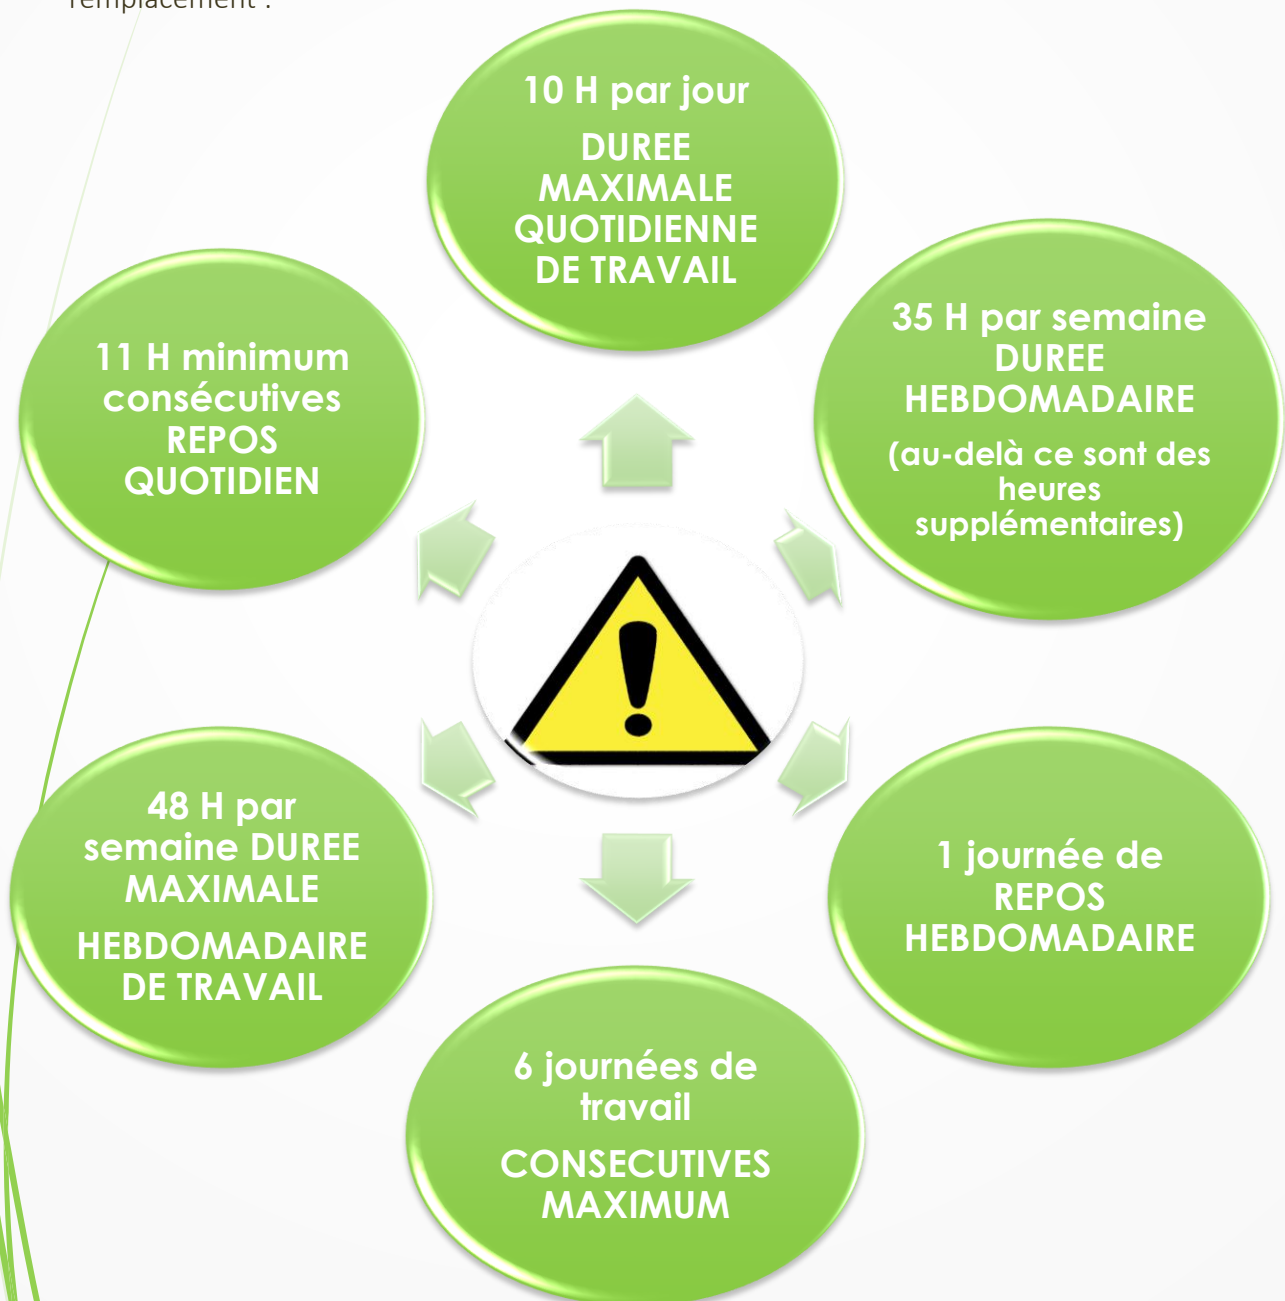 remplacement :
10 H par jour
DUREE
MAXIMALE
QUOTIDIENNE
DE TRAVAIL
35 H par semaine
DUREE
HEBDOMADAIRE
(au-delà ce sont des
heures
supplémentaires)
1 journée de
REPOS
HEBDOMADAIRE
6 journées de
travail
CONSECUTIVES
MAXIMUM
48 H par
semaine DUREE
MAXIMALE
HEBDOMADAIRE
DE TRAVAIL
11 H minimum
consécutives
REPOS
QUOTIDIEN